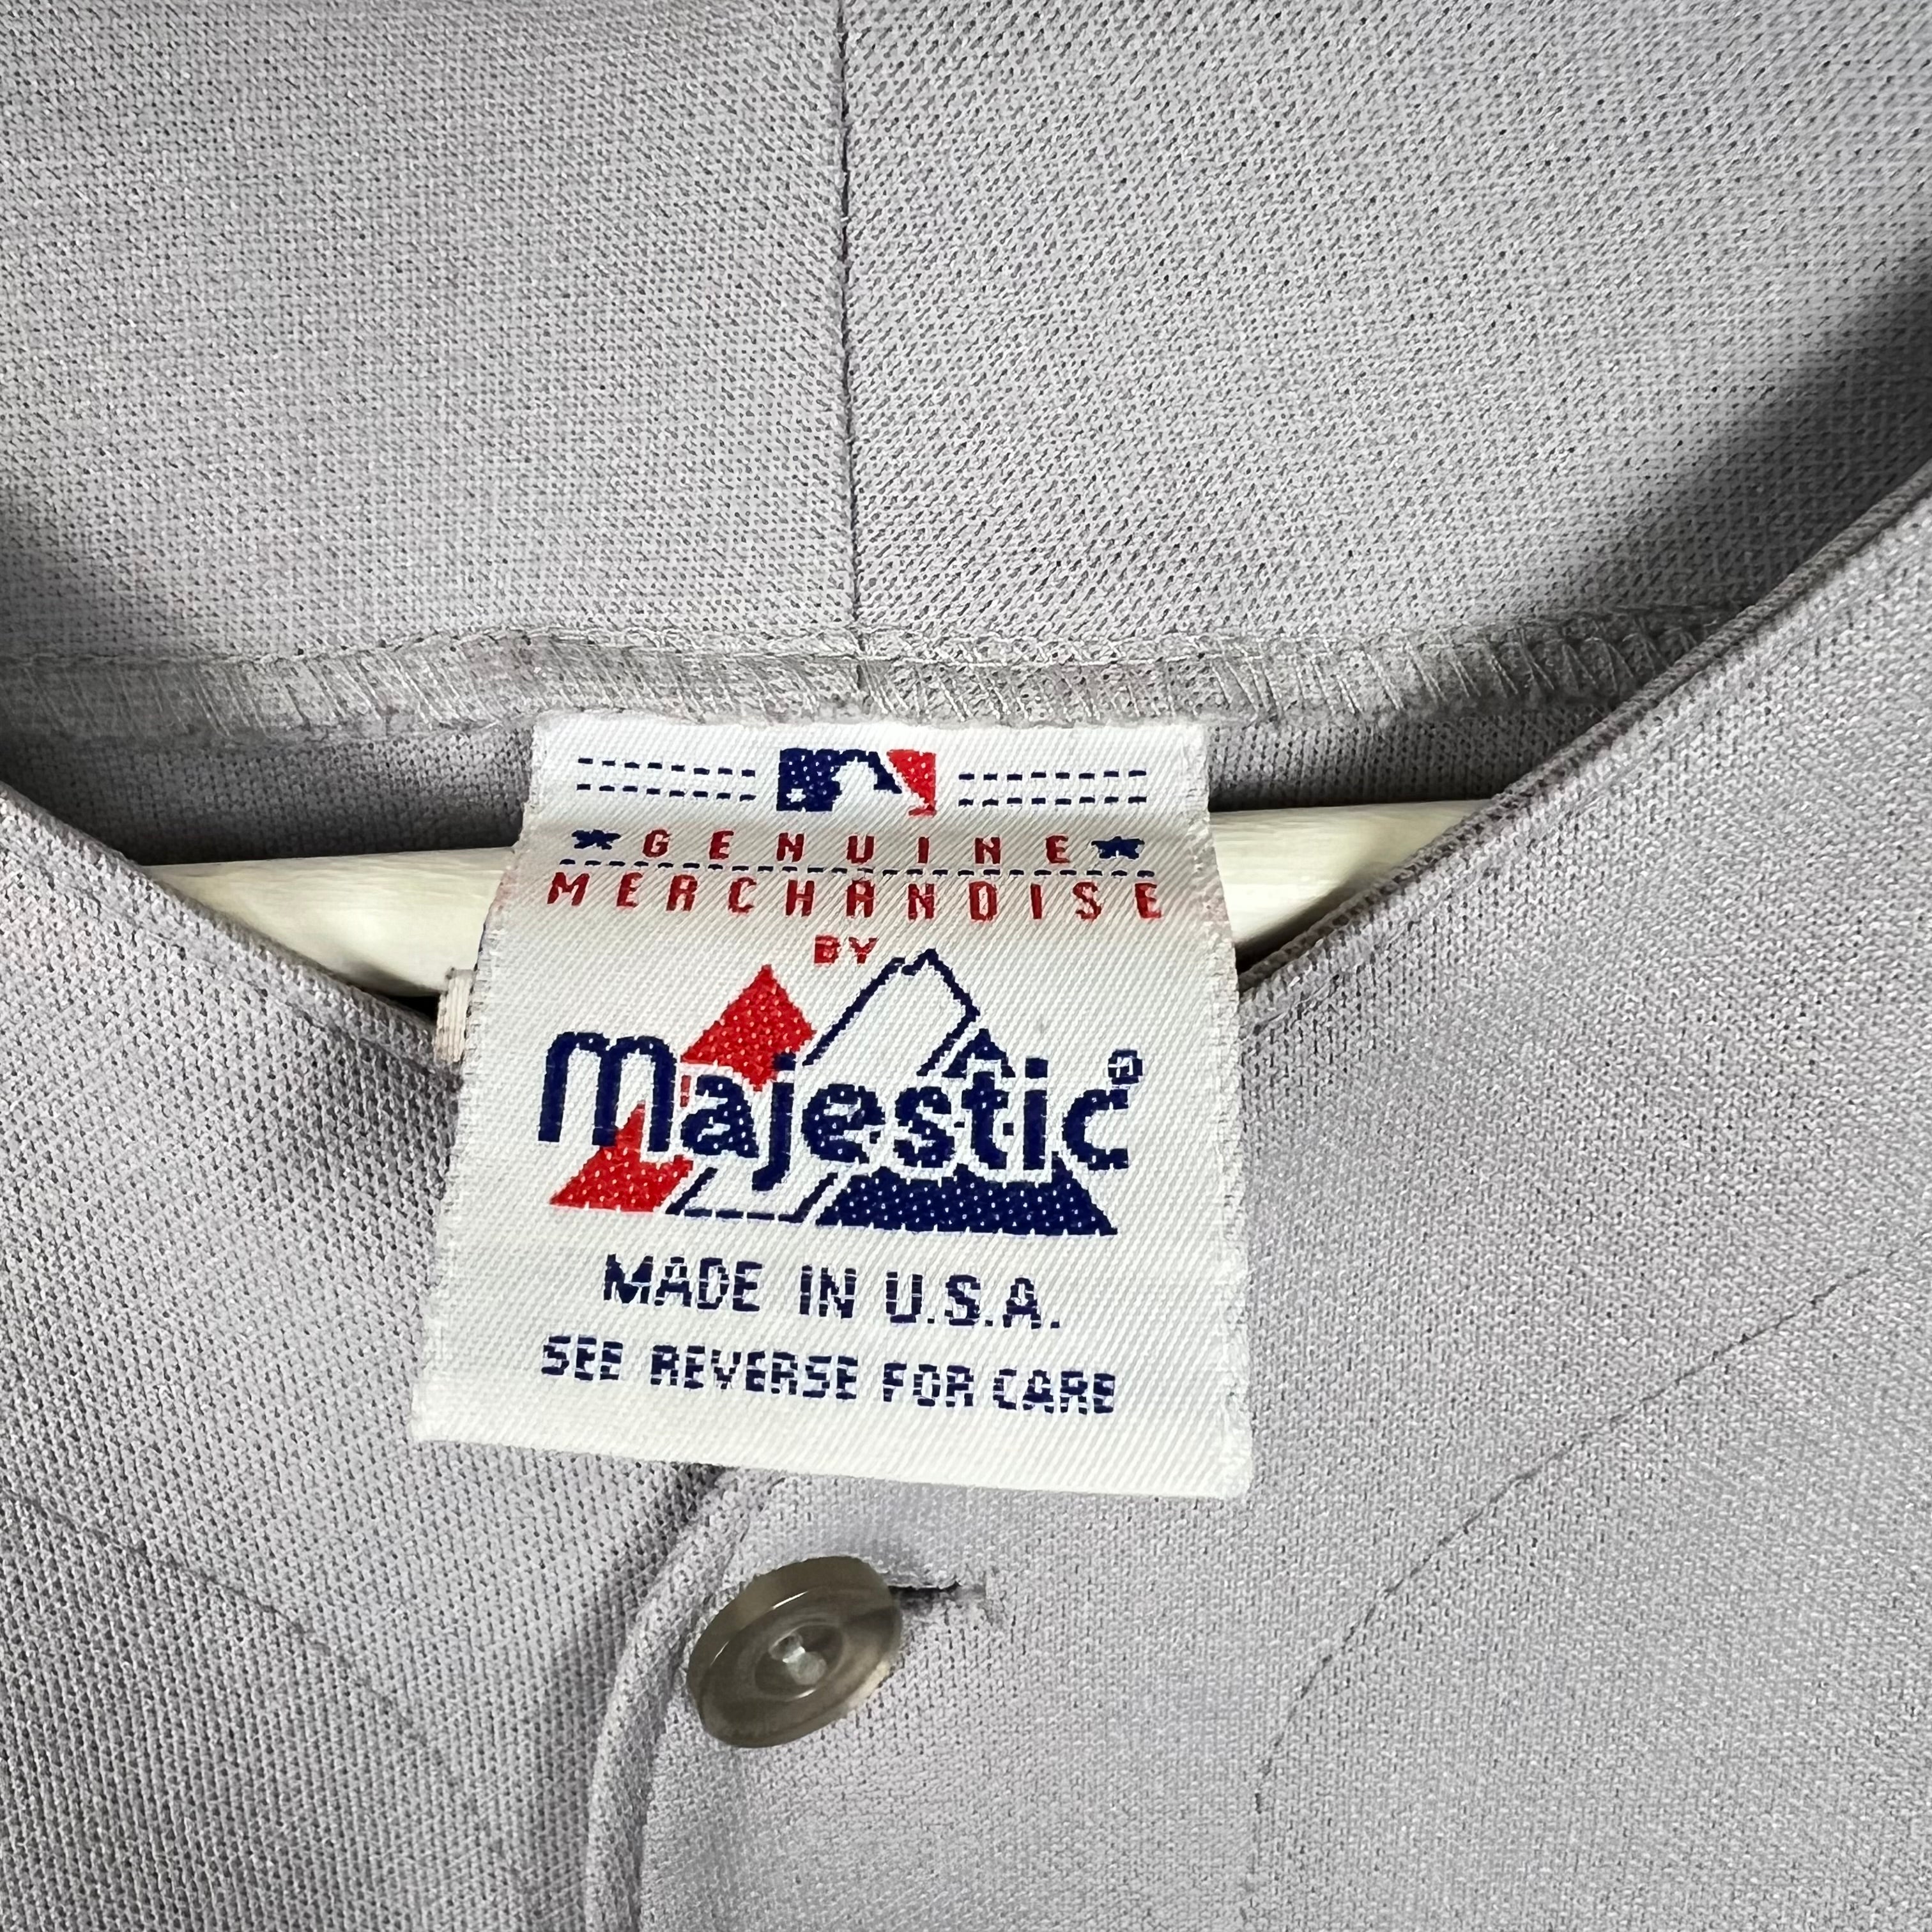 GENUINE
MERCHANDISE
BY
majestic®
MADE IN U.S.A.
SEE REVERSE FOR CARE